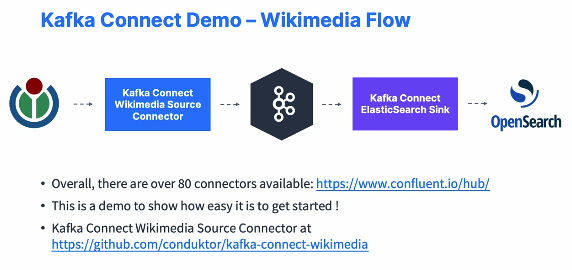 Kafka Connect Demo – Wikimedia Flow
Kafka Connect
Wikimedia Source
Connector
Kafka Connect
ElasticSearch Sink
OpenSearch
• Overall, there are over 80 connectors available: https://www.confluent.io/hub/
• This is a demo to show how easy it is to get started !
• Kafka Connect Wikimedia Source Connector at
https://github.com/conduktor/kafka-connect-wikimedia